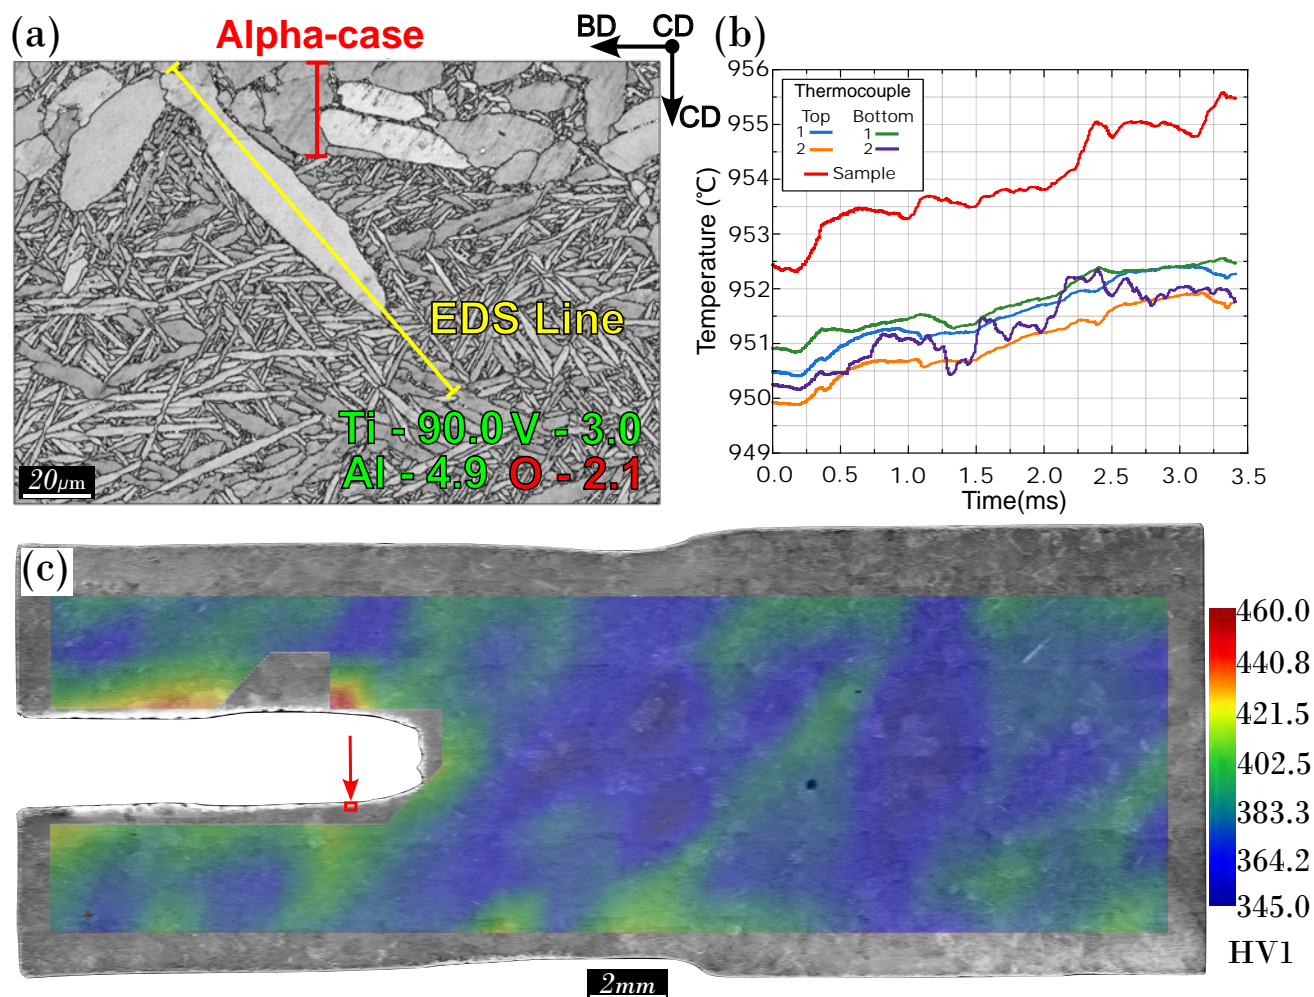 (a)
Alpha-case
BD
CD
CD
EDS Line
Ti - 90.0 V - 3.0
Al - 4.9 O - 2.1
20μm
(b)
956
955
954
953
952
951
950
949
Temperature (℃)
Thermocouple
Top Bottom
1 1
2 2
Sample
0.0 0.5 1.0 1.5 2.0 2.5 3.0 3.5
Time(ms)
(c)
460.0
440.8
421.5
402.5
383.3
364.2
345.0
HV1
2mm